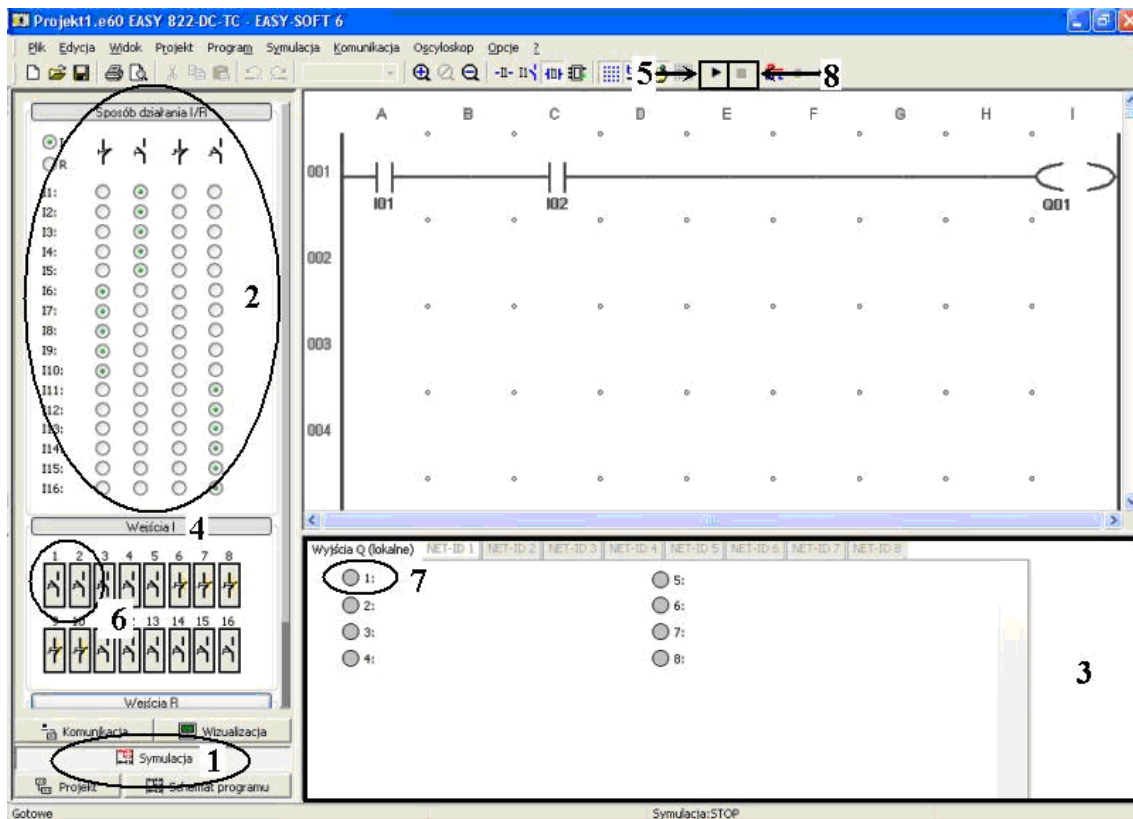 Projekt1.e60 EASY 822-DC-TC - EASY-SOFT 6
Plik Edycja Widok Projekt Program Symulacja Komunikacja Oscyloskop Opcje ?
5 8
Sposób działania I/R
I
R
I1:
I2:
I3:
I4:
I5:
I6:
I7:
I8:
I9:
I10:
I11:
I12:
I13:
I14:
I15:
I16:
2
Wejścia I 4
1 2 3 4 5 6 7 8
6
9 10 12 13 14 15 16
Wejścia R
Komunikacja Wizualizacja
Symulacja 1
Projekt Schemat programu
A B C D E F G H I
001
I01 I02 Q01
002
003
004
Wyjścia Q (lokalne) NET-ID 1 NET-ID 2 NET-ID 3 NET-ID 4 NET-ID 5 NET-ID 6 NET-ID 7 NET-ID 8
1: 7 5:
2: 6:
3: 7:
4: 8:
3
Gotowe Symulacja:STOP